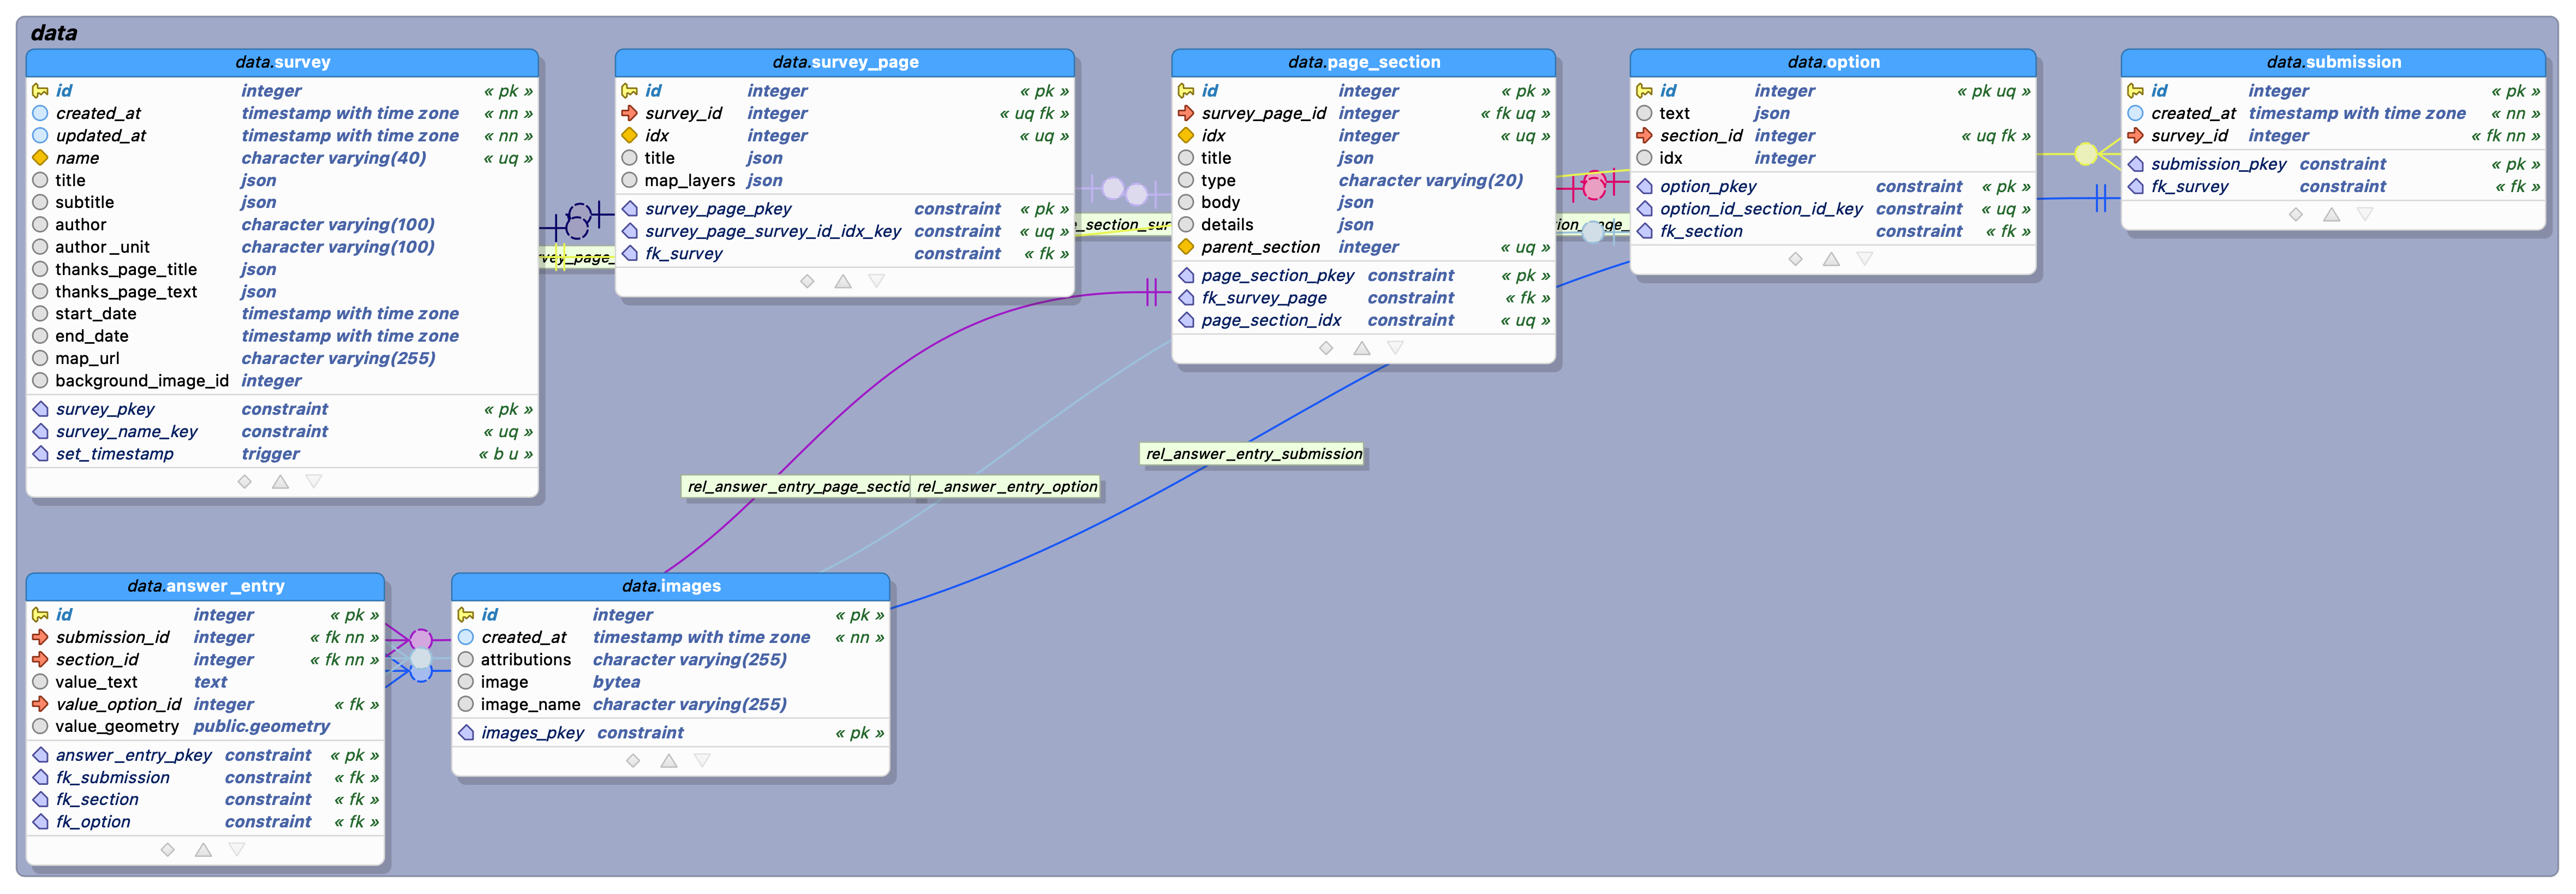 data
data.survey
id integer « pk »
created_at timestamp with time zone « nn »
updated_at timestamp with time zone « nn »
name character varying(40) « uq »
title json
subtitle json
author character varying(100)
author_unit character varying(100)
thanks_page_title json
thanks_page_text json
start_date timestamp with time zone
end_date timestamp with time zone
map_url character varying(255)
background_image_id integer
survey_pkey constraint « pk »
survey_name_key constraint « uq »
set_timestamp trigger « b u »
data.survey_page
id integer « pk »
survey_id integer « uq fk »
idx integer « uq »
title json
map_layers json
survey_page_pkey constraint « pk »
survey_page_survey_id_idx_key constraint « uq »
fk_survey constraint « fk »
data.page_section
id integer « pk »
survey_page_id integer « fk uq »
idx integer « uq »
title json
type character varying(20)
body json
details json
parent_section integer « uq »
page_section_pkey constraint « pk »
fk_survey_page constraint « fk »
page_section_idx constraint « uq »
data.option
id integer « pk uq »
text json
section_id integer « uq fk »
idx integer
option_pkey constraint « pk »
option_id_section_id_key constraint « uq »
fk_section constraint « fk »
data.submission
id integer « pk »
created_at timestamp with time zone « nn »
survey_id integer « fk nn »
submission_pkey constraint « pk »
fk_survey constraint « fk »
vey_page_
_section_sur
ion_page_
rel_answer_entry_submission
rel_answer_entry_page_sectio
rel_answer_entry_option
data.answer_entry
id integer « pk »
submission_id integer « fk nn »
section_id integer « fk nn »
value_text text
value_option_id integer « fk »
value_geometry public.geometry
answer_entry_pkey constraint « pk »
fk_submission constraint « fk »
fk_section constraint « fk »
fk_option constraint « fk »
data.images
id integer « pk »
created_at timestamp with time zone « nn »
attributions character varying(255)
image bytea
image_name character varying(255)
images_pkey constraint « pk »